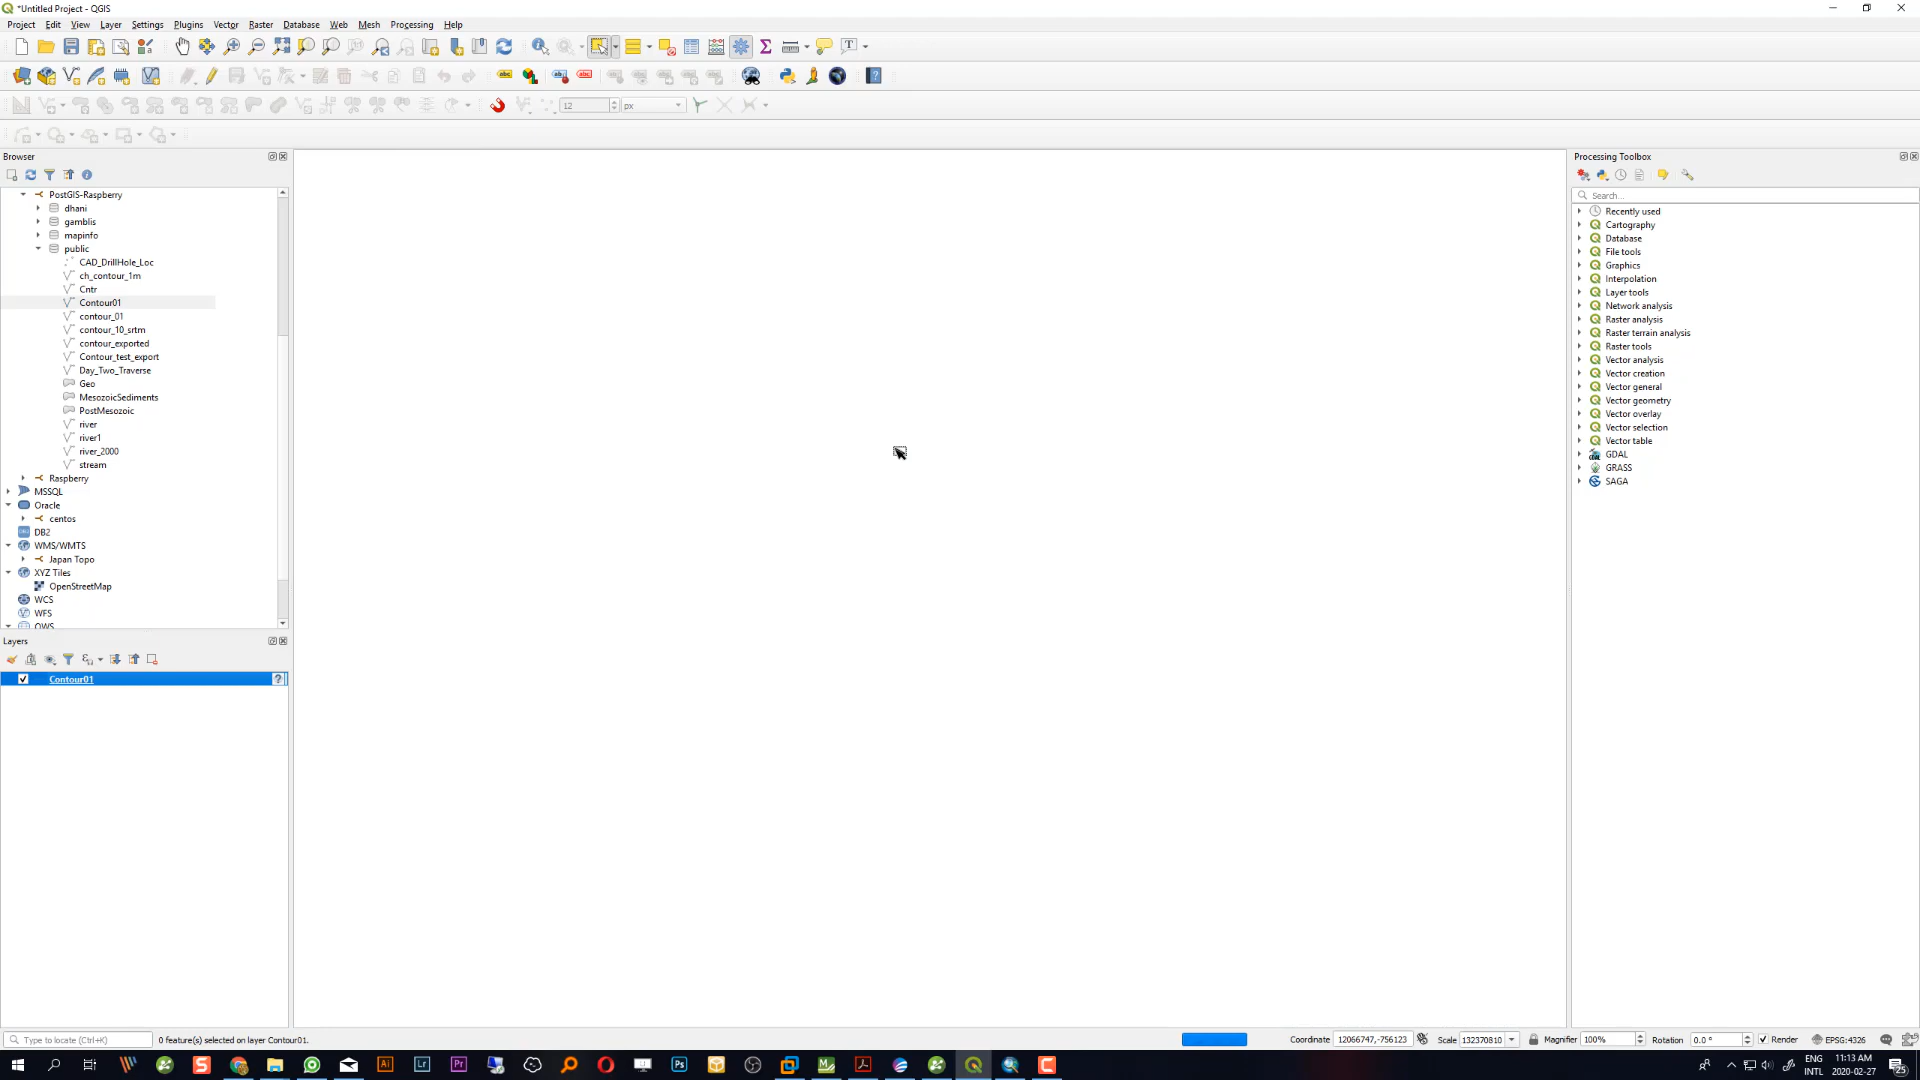 *Untitled Project - QGIS
Project Edit View Layer Settings Plugins Vector Raster Database Web Mesh Processing Help
12 px
Browser
PostGIS-Raspberry
dhani
gamblis
mapinfo
public
CAD_DrillHole_Loc
ch_contour_1m
Cntr
Contour01
contour_01
contour_10_srtm
contour_exported
Contour_test_export
Day_Two_Traverse
Geo
MesozoicSediments
PostMesozoic
river
river1
river_2000
stream
Raspberry
MSSQL
Oracle
centos
DB2
WMS/WMTS
Japan Topo
XYZ Tiles
OpenStreetMap
WCS
WFS
OWS
Layers
Contour01
Processing Toolbox
Search...
Recently used
Cartography
Database
File tools
Graphics
Interpolation
Layer tools
Network analysis
Raster analysis
Raster terrain analysis
Raster tools
Vector analysis
Vector creation
Vector general
Vector geometry
Vector overlay
Vector selection
Vector table
GDAL
GRASS
SAGA
Type to locate (Ctrl+K) 0 feature(s) selected on layer Contour01. Coordinate 12066747,-756123 Scale 132370810 Magnifier 100% Rotation 0.0 ° Render EPSG:4326
ENG 11:13 AM
INTL 2020-02-27 25